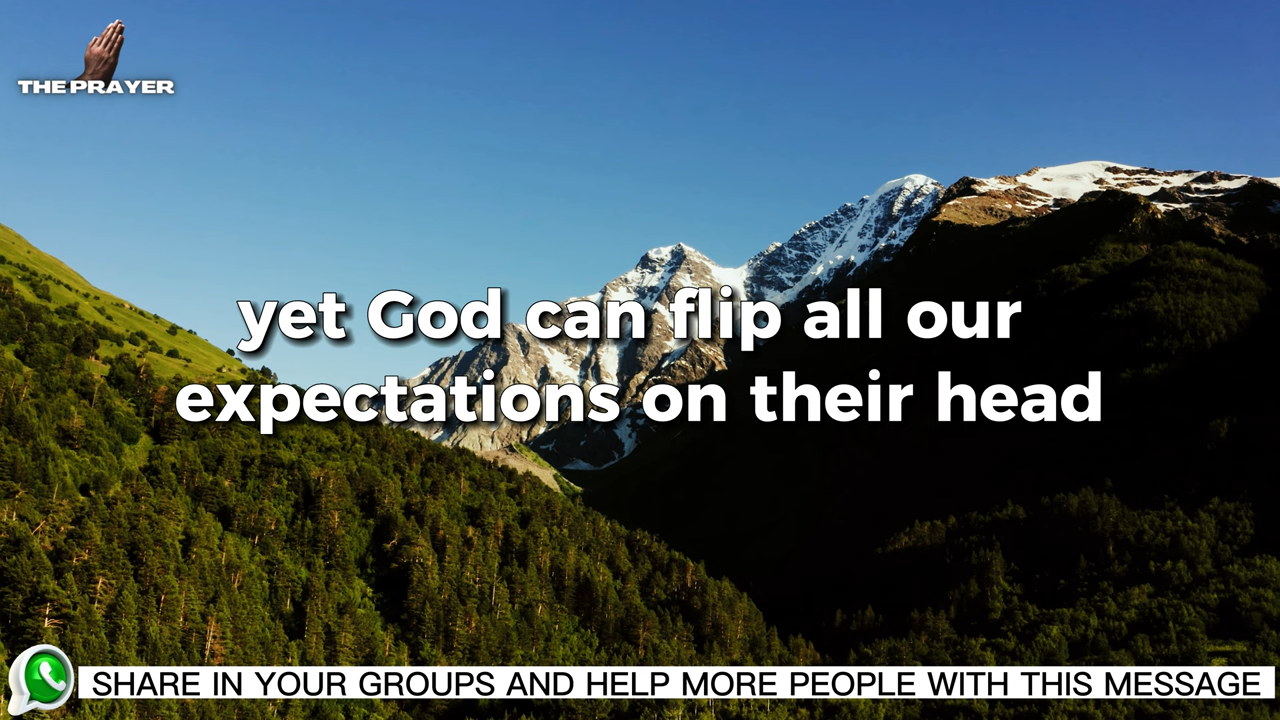 THE PRAYER
yet God can flip all our
expectations on their head
SHARE IN YOUR GROUPS AND HELP MORE PEOPLE WITH THIS MESSAGE